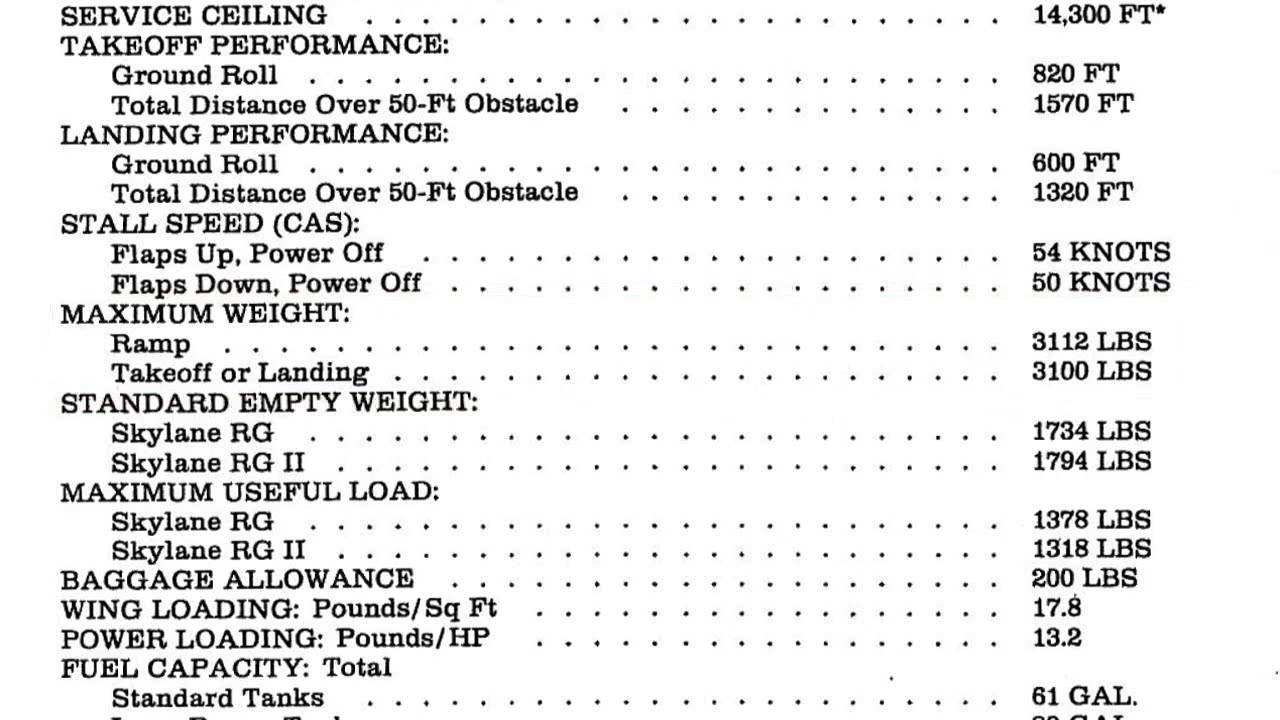 SERVICE CEILING . . . . . . . . . . . . . . . . . . . . . . . 14,300 FT*
TAKEOFF PERFORMANCE:
Ground Roll . . . . . . . . . . . . . . . . . . . . . . . . . 820 FT
Total Distance Over 50-Ft Obstacle . . . . . . . . . . . . . . 1570 FT
LANDING PERFORMANCE:
Ground Roll . . . . . . . . . . . . . . . . . . . . . . . . . 600 FT
Total Distance Over 50-Ft Obstacle . . . . . . . . . . . . . . 1320 FT
STALL SPEED (CAS):
Flaps Up, Power Off . . . . . . . . . . . . . . . . . . . . . 54 KNOTS
Flaps Down, Power Off . . . . . . . . . . . . . . . . . . . . 50 KNOTS
MAXIMUM WEIGHT:
Ramp . . . . . . . . . . . . . . . . . . . . . . . . . . . . 3112 LBS
Takeoff or Landing . . . . . . . . . . . . . . . . . . . . . . 3100 LBS
STANDARD EMPTY WEIGHT:
Skylane RG . . . . . . . . . . . . . . . . . . . . . . . . . 1734 LBS
Skylane RG II . . . . . . . . . . . . . . . . . . . . . . . . 1794 LBS
MAXIMUM USEFUL LOAD:
Skylane RG . . . . . . . . . . . . . . . . . . . . . . . . . 1378 LBS
Skylane RG II . . . . . . . . . . . . . . . . . . . . . . . . 1318 LBS
BAGGAGE ALLOWANCE . . . . . . . . . . . . . . . . . . . . 200 LBS
WING LOADING: Pounds/Sq Ft . . . . . . . . . . . . . . . . . 17.8
POWER LOADING: Pounds/HP . . . . . . . . . . . . . . . . . 13.2
FUEL CAPACITY: Total
Standard Tanks . . . . . . . . . . . . . . . . . . . . . . . 61 GAL.